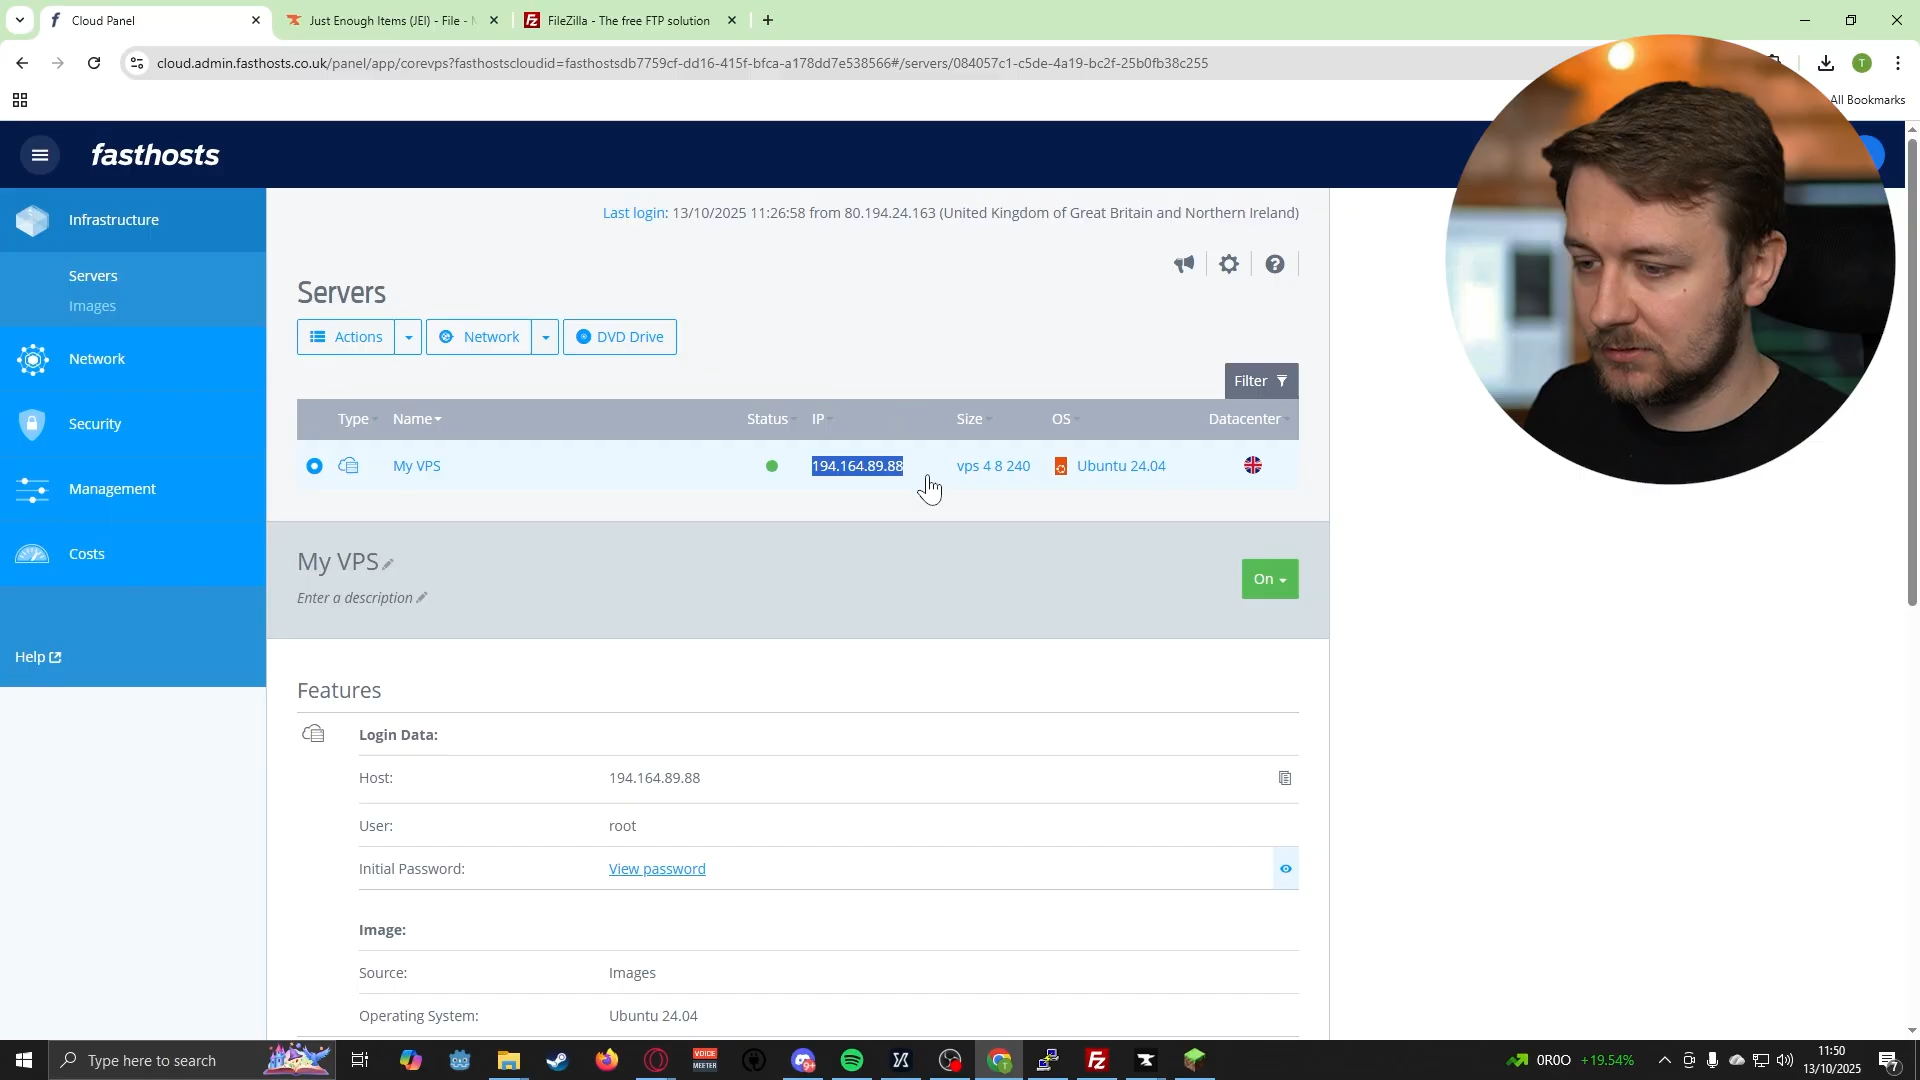 Cloud Panel
Just Enough Items (JEI) - File -
FileZilla - The free FTP solution
cloud.admin.fasthosts.co.uk/panel/app/corevps?fasthostscloudid=fasthostsdb7759cf-dd16-415f-bfca-a178dd7e538566#/servers/084057c1-c5de-4a19-bc2f-25b0fb38c255
T
All Bookmarks
fasthosts
Infrastructure
Servers
Images
Network
Security
Management
Costs
Help
Last login: 13/10/2025 11:26:58 from 80.194.24.163 (United Kingdom of Great Britain and Northern Ireland)
Servers
Actions
Network
DVD Drive
Filter
Type Name Status IP Size OS Datacenter
My VPS 194.164.89.88 vps 4 8 240 Ubuntu 24.04
My VPS
On
Enter a description
Features
Login Data:
Host: 194.164.89.88
User: root
Initial Password: View password
Image:
Source: Images
Operating System: Ubuntu 24.04
Type here to search
VOICE MEETER
0RO0 +19.54%
11:50
13/10/2025
7